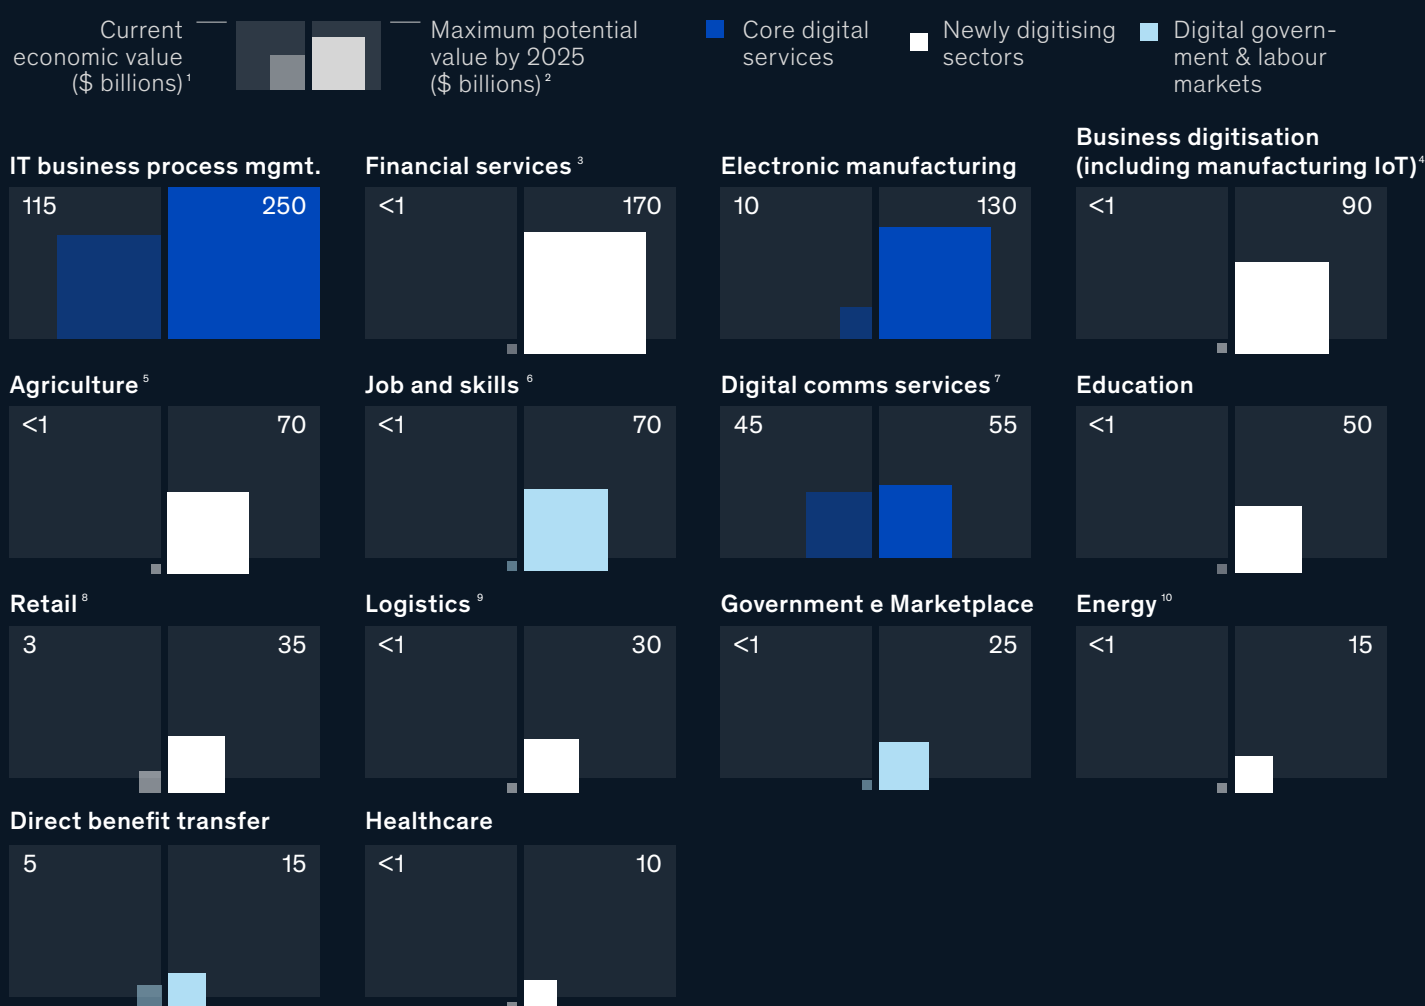 Current
economic value
($ billions)¹
Maximum potential
value by 2025
($ billions)²
Core digital
services
Newly digitising
sectors
Digital govern-
ment & labour
markets
IT business process mgmt.
115 250
Financial services ³
<1 170
Electronic manufacturing
10 130
Business digitisation
(including manufacturing IoT)⁴
<1 90
Agriculture ⁵
<1 70
Job and skills ⁶
<1 70
Digital comms services ⁷
45 55
Education
<1 50
Retail ⁸
3 35
Logistics ⁹
<1 30
Government e Marketplace
<1 25
Energy ¹⁰
<1 15
Direct benefit transfer
5 15
Healthcare
<1 10